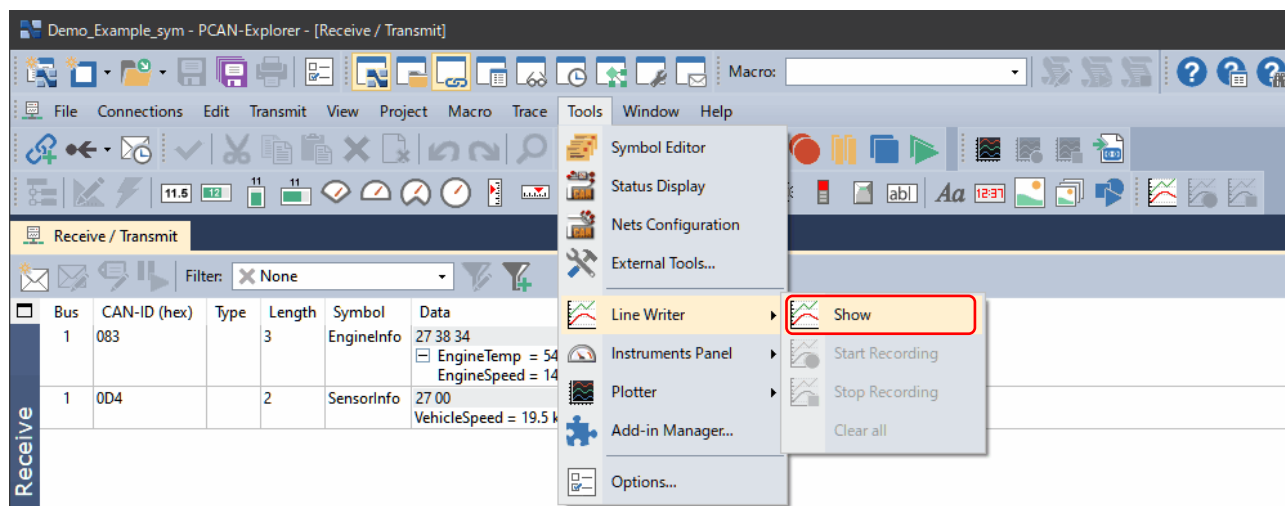 Demo_Example_sym - PCAN-Explorer - [Receive / Transmit]
Macro:
File Connections Edit Transmit View Project Macro Trace Tools Window Help
11.5 12 11 11 abl Aa 12:37
Receive / Transmit
Filter: None
Bus CAN-ID (hex) Type Length Symbol Data
1 083 3 EngineInfo 27 38 34
EngineTemp = 54
EngineSpeed = 14
1 0D4 2 SensorInfo 27 00
VehicleSpeed = 19.5 k
Receive
Symbol Editor
Status Display
Nets Configuration
External Tools...
Line Writer
Instruments Panel
Plotter
Add-in Manager...
Options...
Show
Start Recording
Stop Recording
Clear all